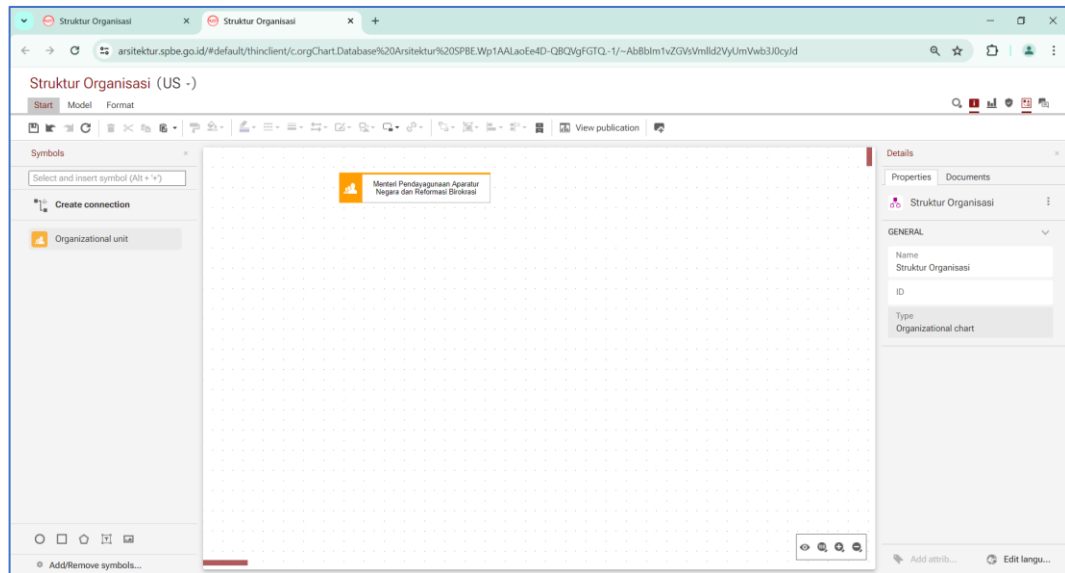 Struktur Organisasi
Struktur Organisasi
arsitektur.spbe.go.id/#default/thinclient/c.orgChart.Database%20Arsitektur%20SPBE.Wp1AALaoEe4D-QBQVgFGTQ.-1/~AbBbIm1vZGVsVmlld2VyUmVwb3J0cyJd
Struktur Organisasi (US -)
Start Model Format
View publication
Symbols
Select and insert symbol (Alt + '+')
Create connection
Organizational unit
Menteri Pendayagunaan Aparatur
Negara dan Reformasi Birokrasi
Details
Properties Documents
Struktur Organisasi
GENERAL
Name
Struktur Organisasi
ID
Type
Organizational chart
Add/Remove symbols...
Add attrib...
Edit langu...